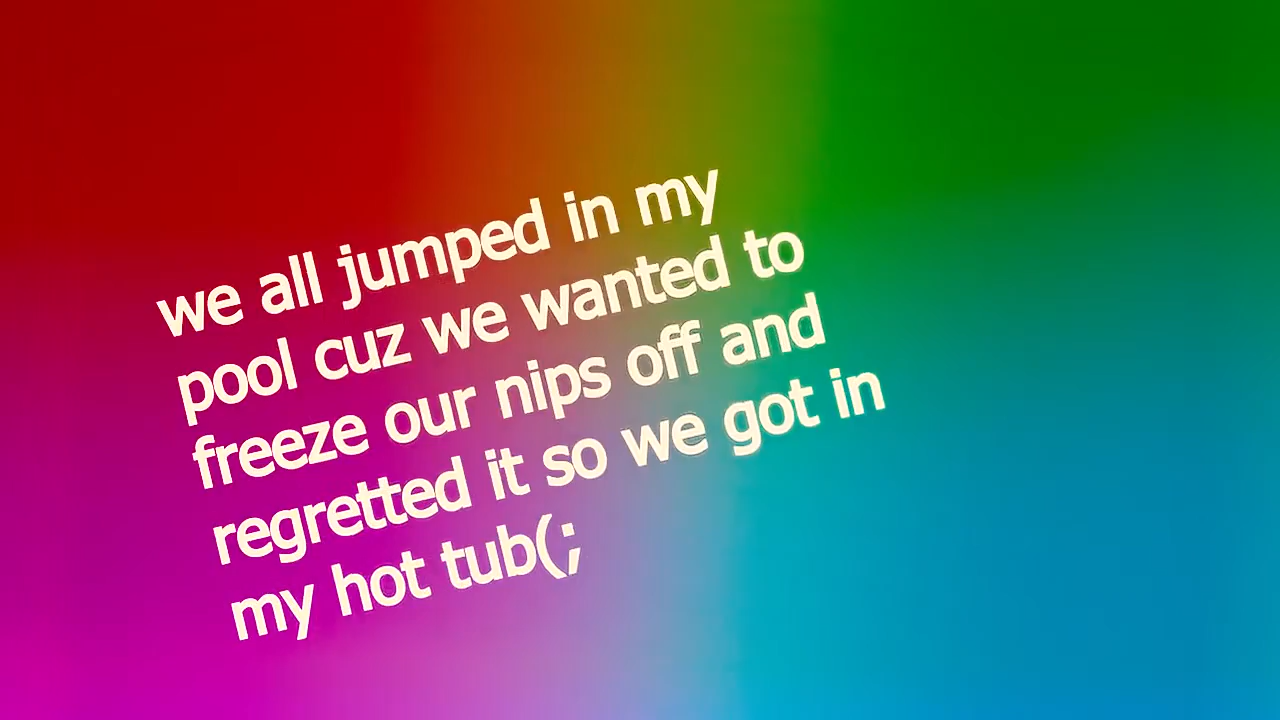 we all jumped in my
pool cuz we wanted to
freeze our nips off and
regretted it so we got in
my hot tub(;